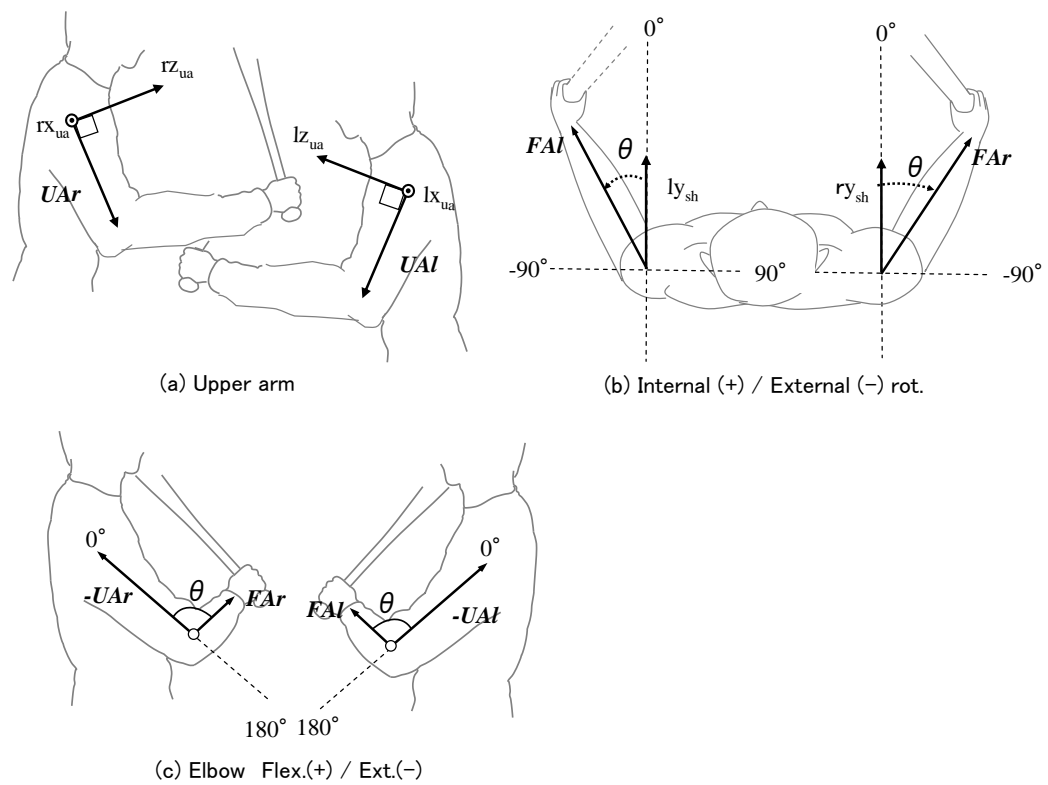 rz_ua
rx_ua
UAr
lz_ua
lx_ua
UAl
(a) Upper arm
0°
0°
FAl
θ
ly_sh
ry_sh
θ
FAr
-90°
90°
-90°
(b) Internal (+) / External (−) rot.
0°
-UAr
θ
FAr
0°
FAl
θ
-UAl
180°
180°
(c) Elbow Flex.(+) / Ext.(−)